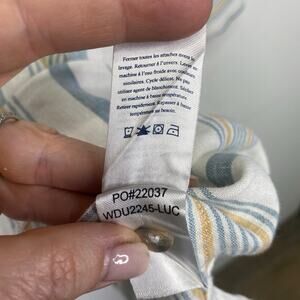 Fermer toutes les attaches avant le
lavage. Retourner à l'envers. Laver en
machine à l'eau froide avec couleurs
similaires. Cycle délicat. Ne pas
utiliser agent de blanchiment. Séchage
en machine à basse température.
Retirer rapidement. Repasser à basse
température au besoin.
PO#22037
WDU2245-LUC